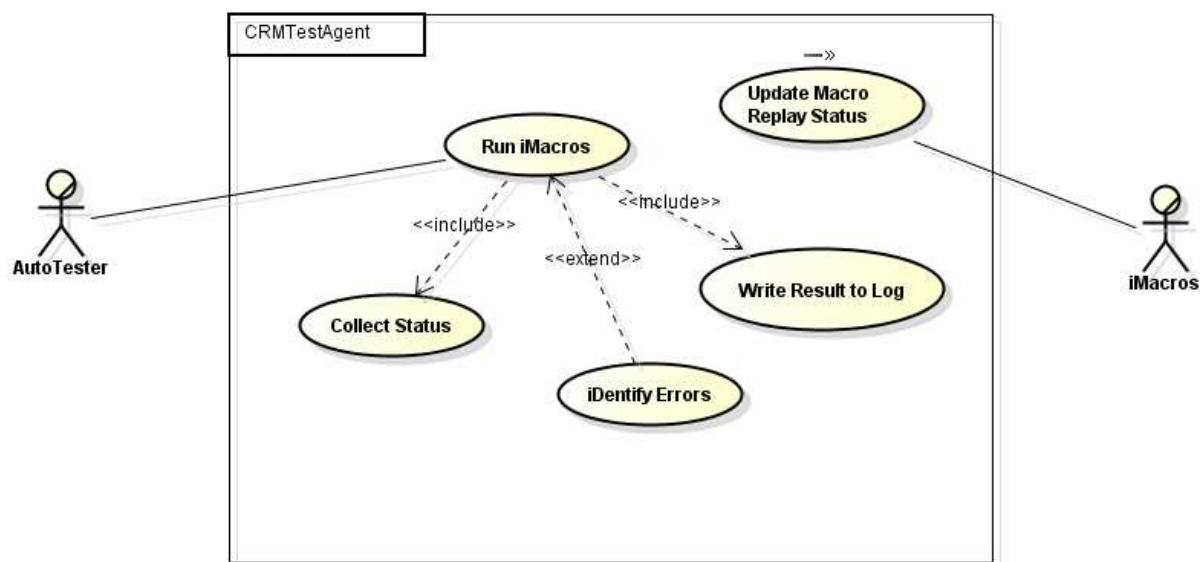 CRMTestAgent
Update Macro
Replay Status
Run iMacros
<<include>>
<<include>>
<<extend>>
AutoTester
iMacros
Write Result to Log
Collect Status
iDentify Errors